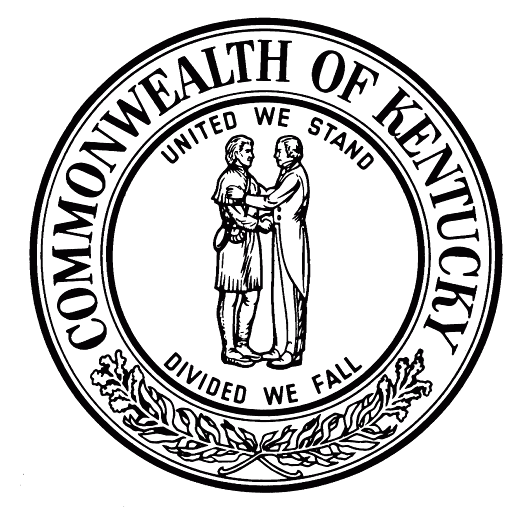 COMMONWEALTH OF KENTUCKY
UNITED WE STAND
DIVIDED WE FALL